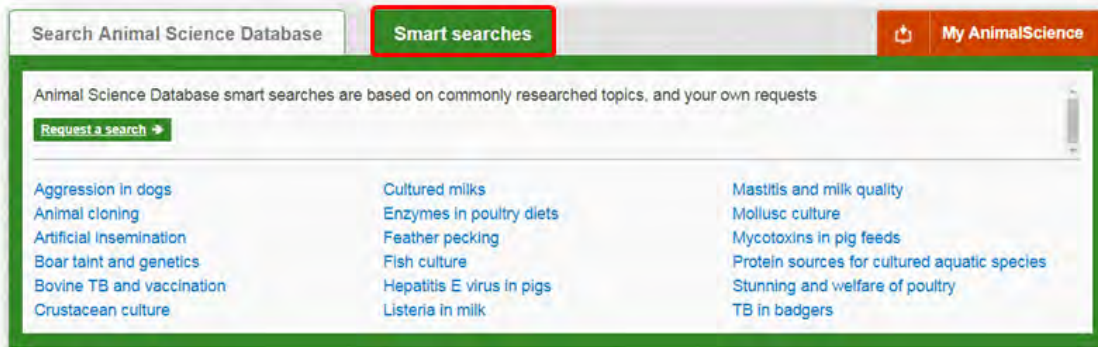 Search Animal Science Database
Smart searches
My AnimalScience
Animal Science Database smart searches are based on commonly researched topics, and your own requests
Request a search
Aggression in dogs
Animal cloning
Artificial insemination
Boar taint and genetics
Bovine TB and vaccination
Crustacean culture
Cultured milks
Enzymes in poultry diets
Feather pecking
Fish culture
Hepatitis E virus in pigs
Listeria in milk
Mastitis and milk quality
Mollusc culture
Mycotoxins in pig feeds
Protein sources for cultured aquatic species
Stunning and welfare of poultry
TB in badgers